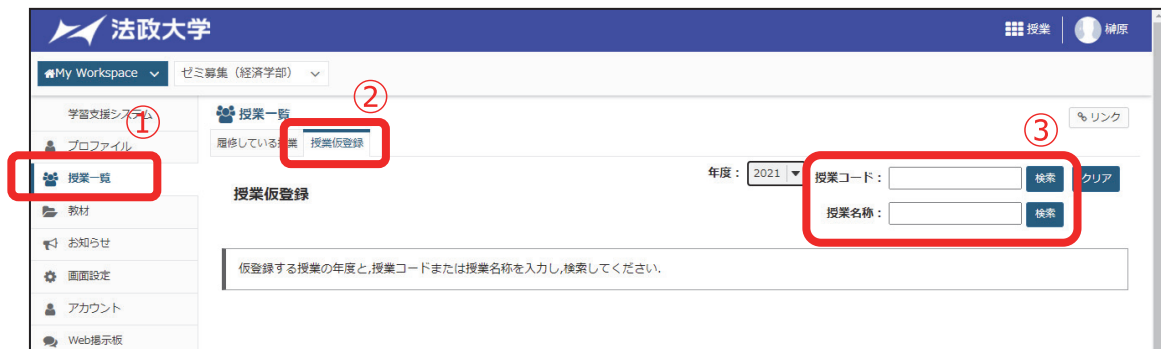 法政大学
授業
榊原
My Workspace
ゼミ募集（経済学部）
②
学習支援システム
①
授業一覧
リンク
③
プロファイル
履修している授業 授業仮登録
授業一覧
年度： 2021 授業コード： 検索 クリア
授業仮登録
教材
授業名称： 検索
お知らせ
仮登録する授業の年度と,授業コードまたは授業名称を入力し,検索してください.
画面設定
アカウント
Web掲示板